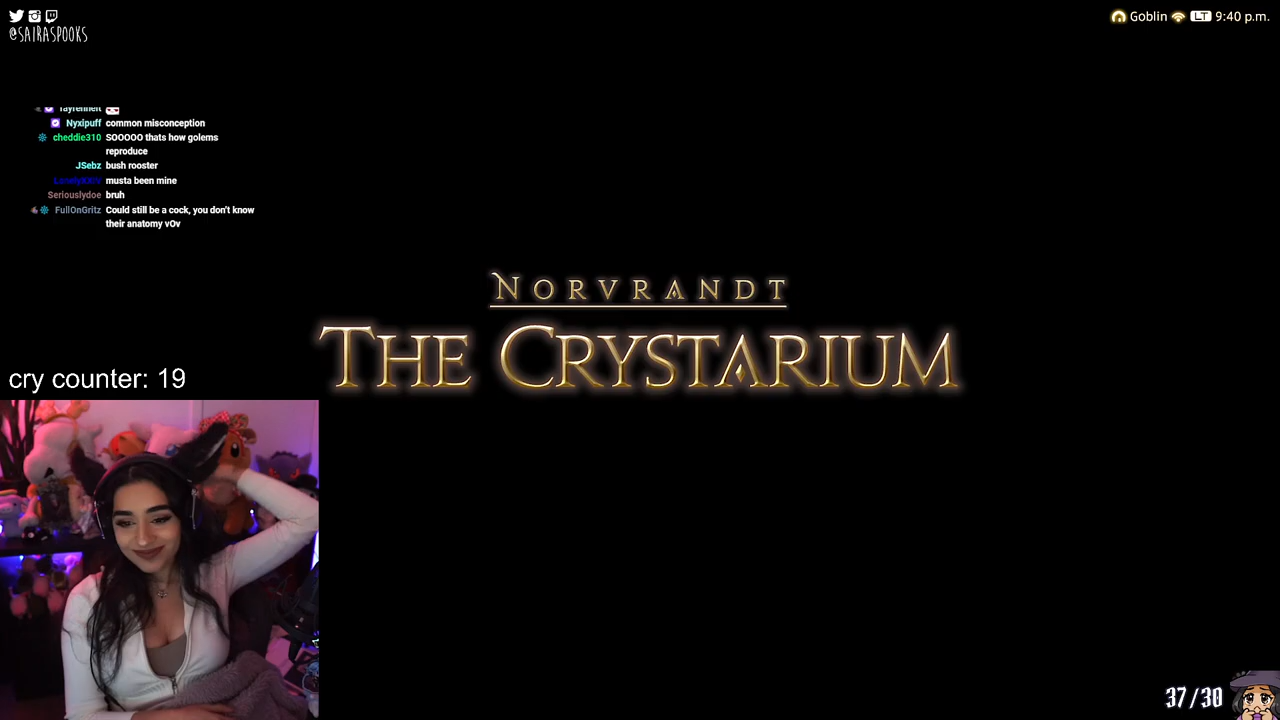 @SAIRASPOOKS
Goblin LT 9:40 p.m.
Nyxipuff common misconception
cheddie310 SOOOOO thats how golems
reproduce
JSebz bush rooster
musta been mine
Seriouslydoe bruh
FullOnGritz Could still be a cock, you don't know
their anatomy vOv
NORVRANDT
THE CRYSTARIUM
cry counter: 19
37/30